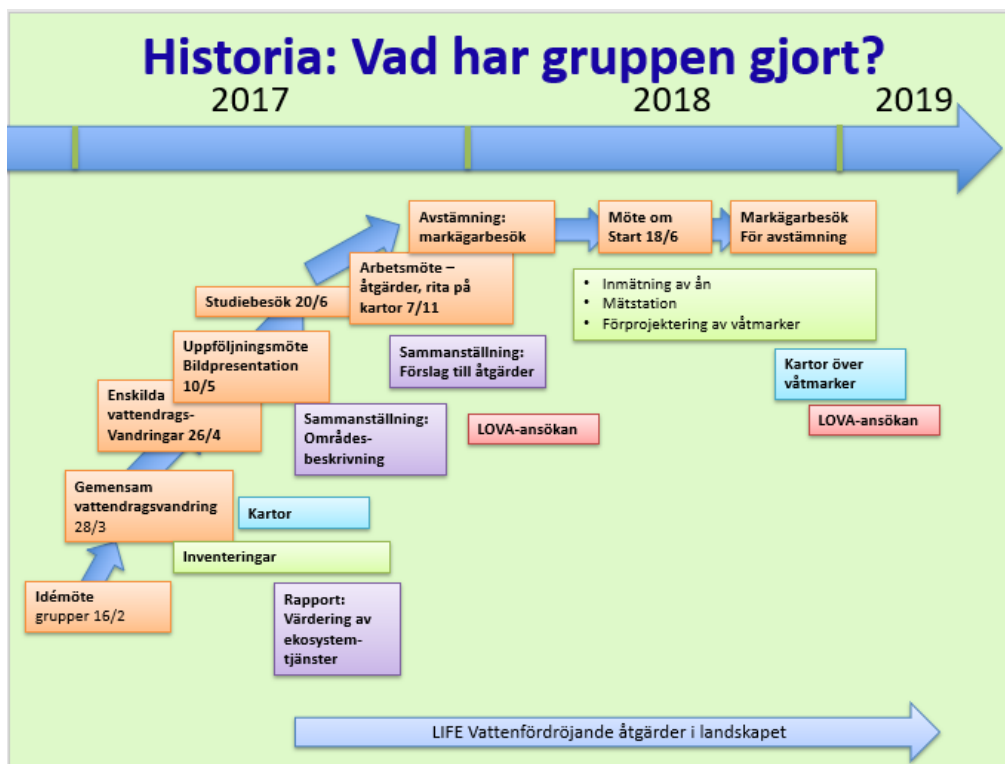 Historia: Vad har gruppen gjort?
2017
2018
2019
Avstämning:
markägarbesök
Möte om
Start 18/6
Markägarbesök
För avstämning
Arbetsmöte –
åtgärder, rita på
kartor 7/11
Studiebesök 20/6
• Inmätning av ån
• Mätstation
• Förprojektering av våtmarker
Uppföljningsmöte
Bildpresentation
10/5
Sammanställning:
Förslag till åtgärder
Kartor över
våtmarker
Enskilda
vattendrags-
Vandringar 26/4
Sammanställning:
Områdes-
beskrivning
LOVA-ansökan
LOVA-ansökan
Gemensam
vattendragsvandring
28/3
Kartor
Inventeringar
Idémöte
grupper 16/2
Rapport:
Värdering av
ekosystem-
tjänster
LIFE Vattenfördröjande åtgärder i landskapet